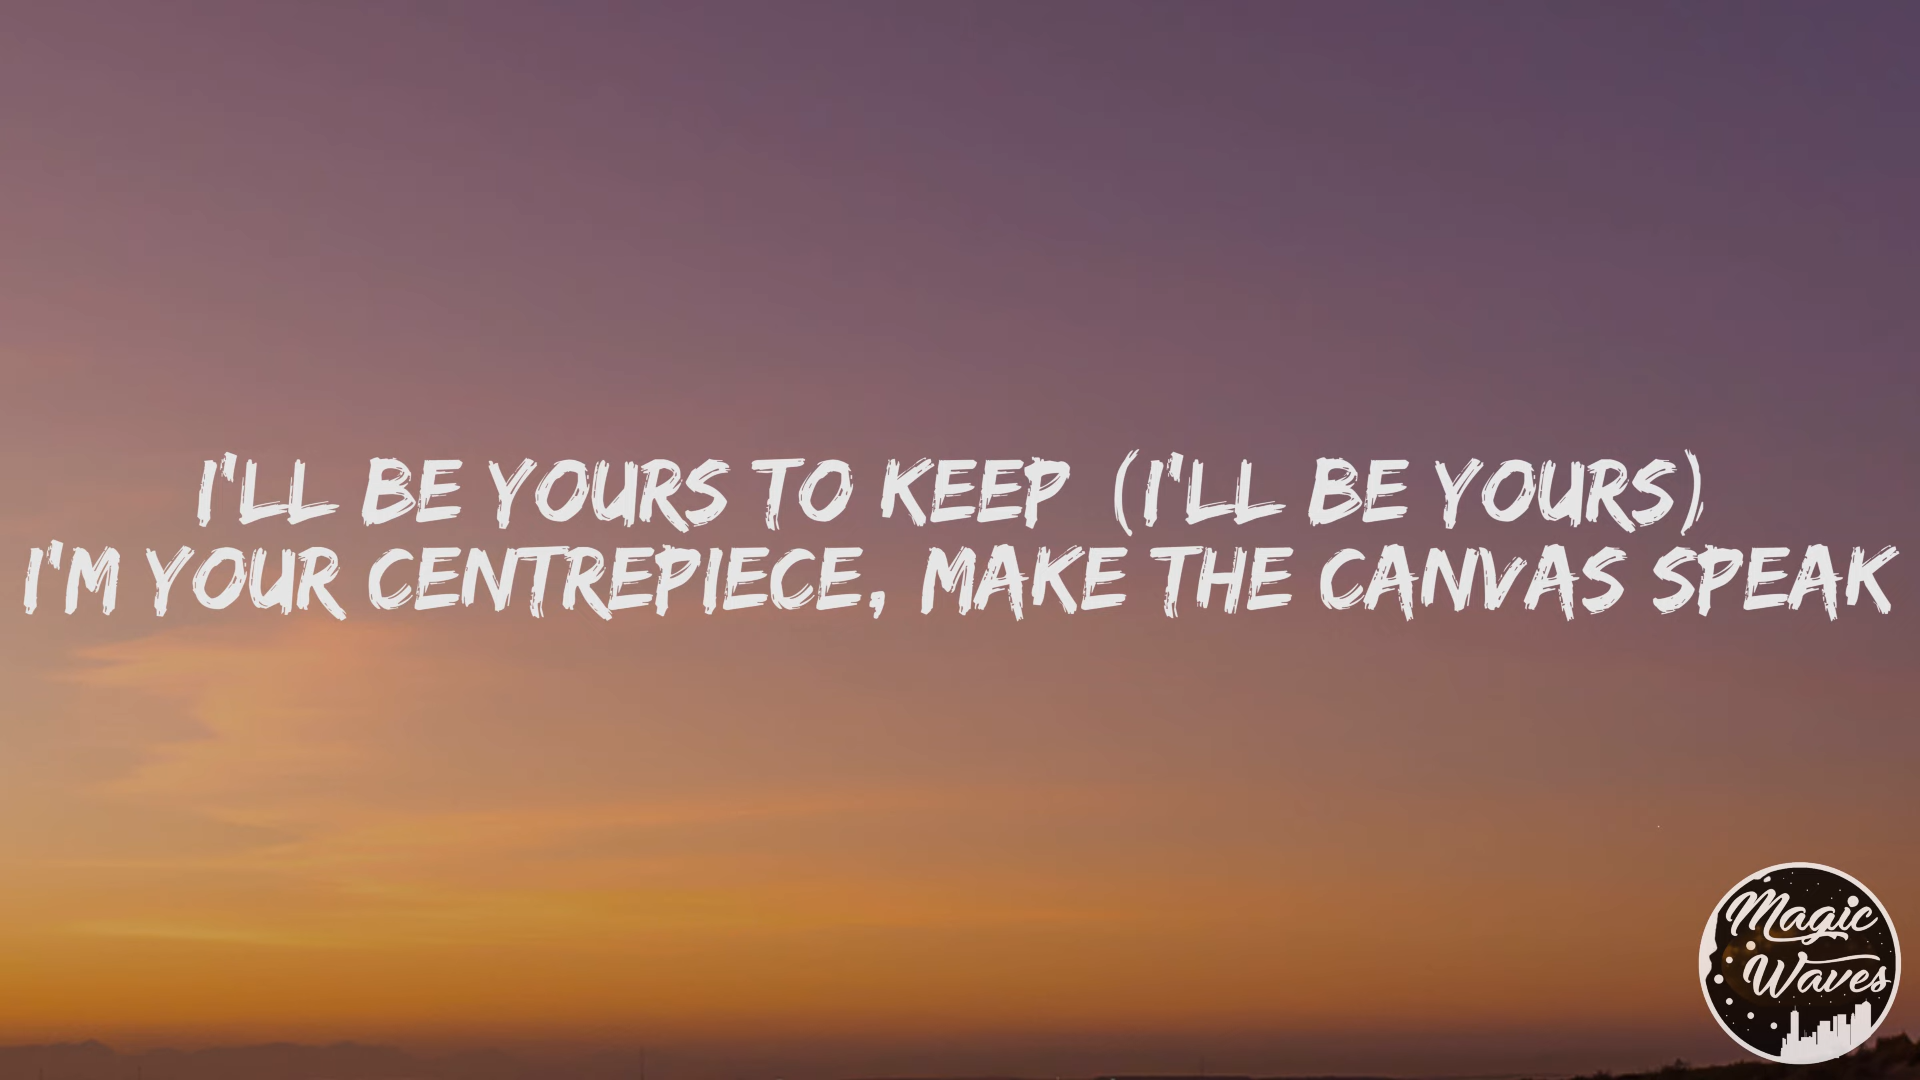 I'LL BE YOURS TO KEEP (I'LL BE YOURS)
I'M YOUR CENTREPIECE, MAKE THE CANVAS SPEAK
Magic
Waves